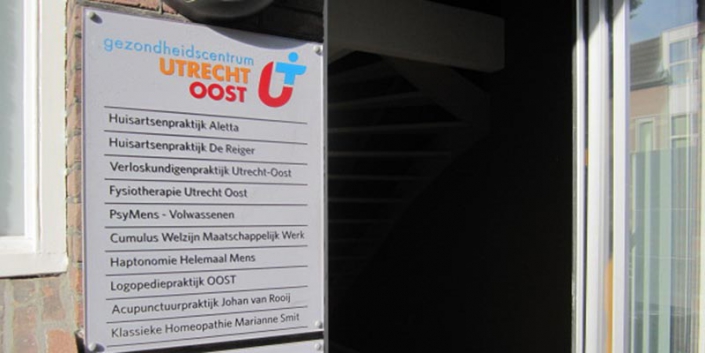 gezondheidscentrum
UTRECHT
OOST
Huisartsenpraktijk Aletta
Huisartsenpraktijk De Reiger
Verloskundigenpraktijk Utrecht-Oost
Fysiotherapie Utrecht Oost
PsyMens - Volwassenen
Cumulus Welzijn Maatschappelijk Werk
Haptonomie Helemaal Mens
Logopediepraktijk OOST
Acupunctuurpraktijk Johan van Rooij
Klassieke Homeopathie Marianne Smit